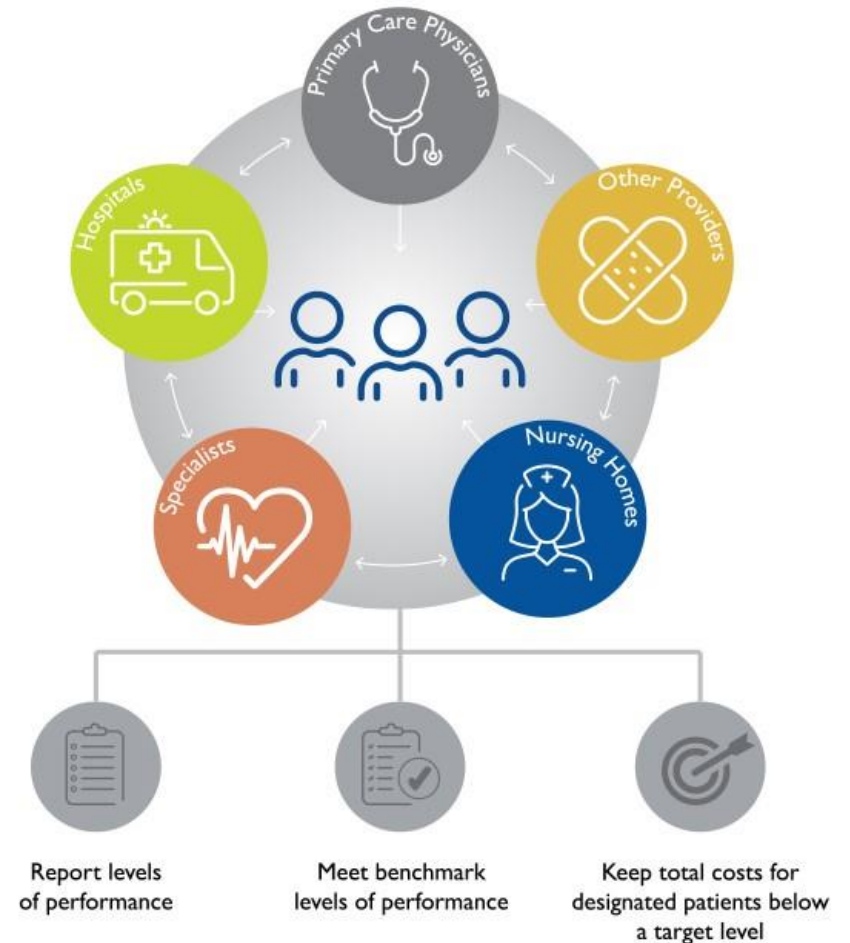 Primary Care Physicians
Hospitals
Other Providers
Specialists
Nursing Homes
Report levels
of performance
Meet benchmark
levels of performance
Keep total costs for
designated patients below
a target level